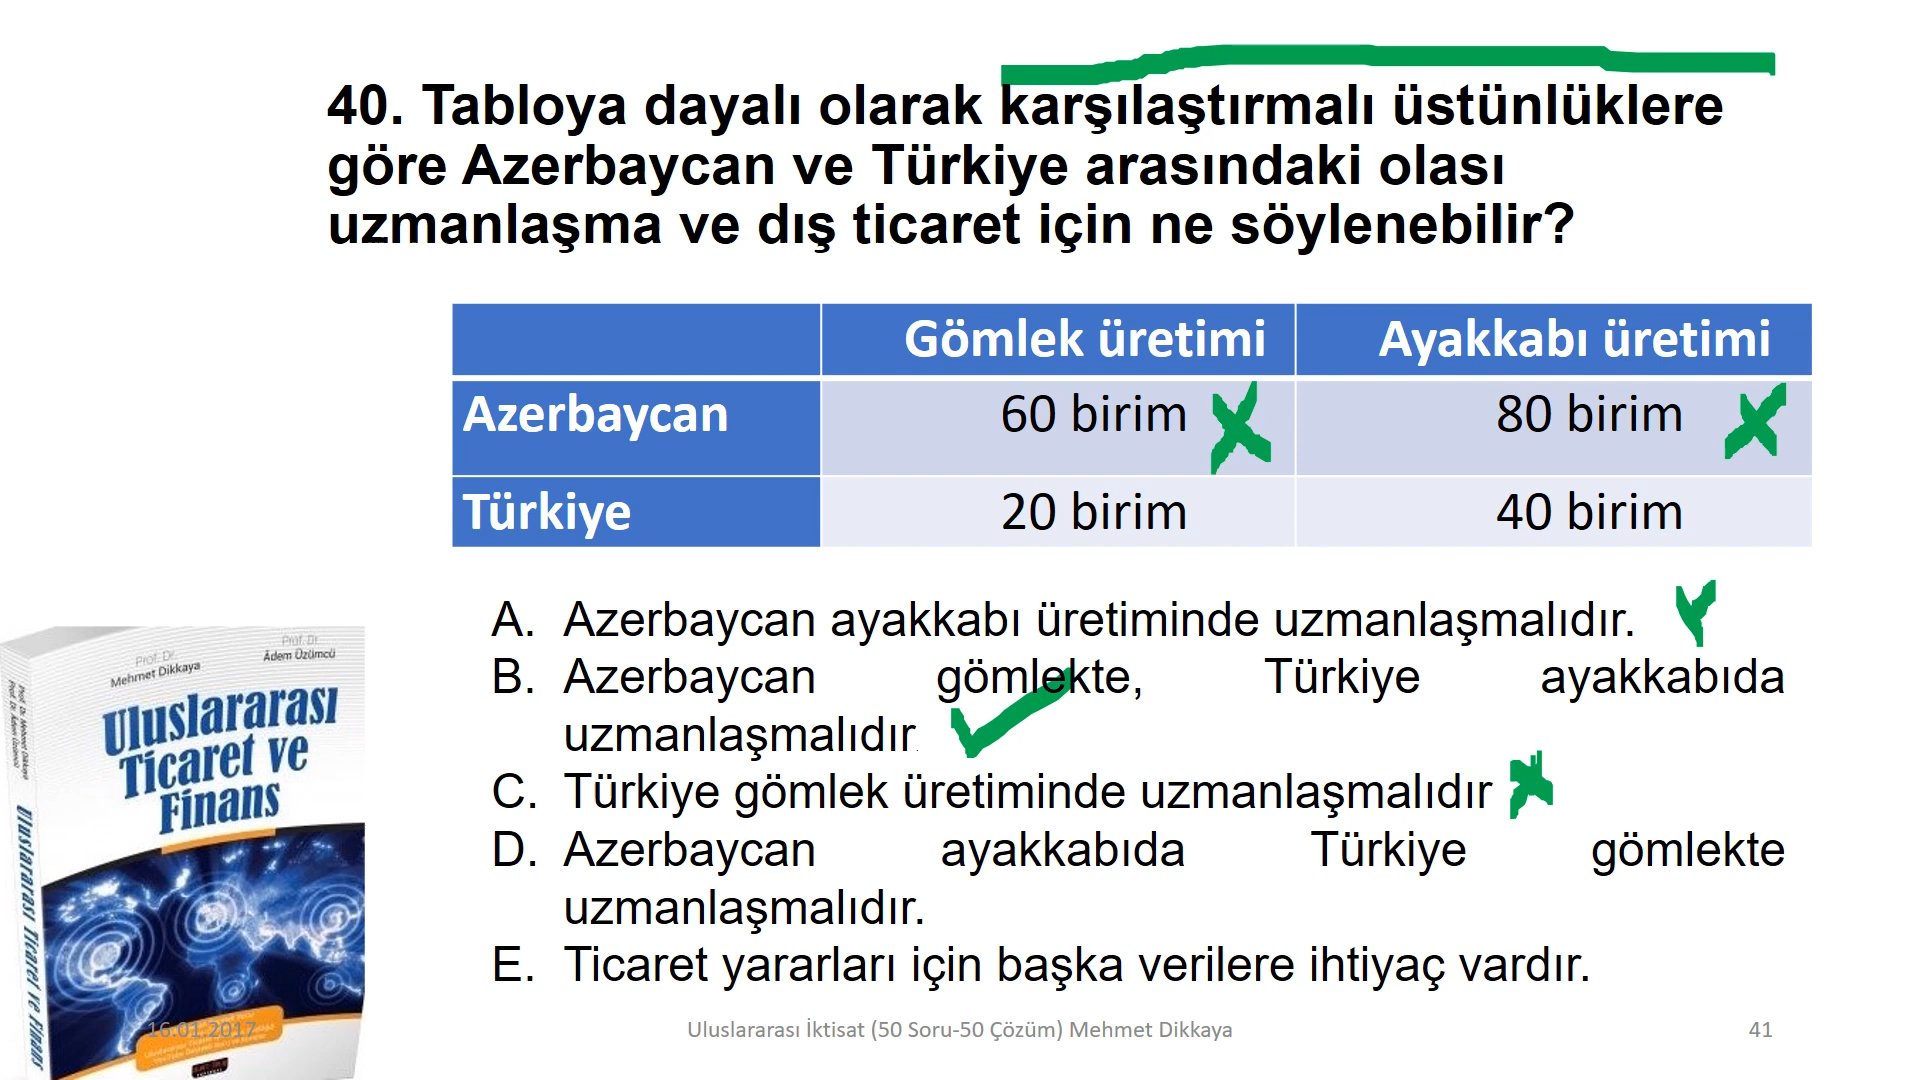 40. Tabloya dayalı olarak karşılaştırmalı üstünlüklere
göre Azerbaycan ve Türkiye arasındaki olası
uzmanlaşma ve dış ticaret için ne söylenebilir?
Gömlek üretimi Ayakkabı üretimi
Azerbaycan 60 birim 80 birim
Türkiye 20 birim 40 birim
A. Azerbaycan ayakkabı üretiminde uzmanlaşmalıdır.
B. Azerbaycan gömlekte, Türkiye ayakkabıda
uzmanlaşmalıdır.
C. Türkiye gömlek üretiminde uzmanlaşmalıdır
D. Azerbaycan ayakkabıda Türkiye gömlekte
uzmanlaşmalıdır.
E. Ticaret yararları için başka verilere ihtiyaç vardır.
Prof. Dr.
Mehmet Dikkaya
Prof. Dr.
Âdem Üzümcü
Uluslararası
Ticaret ve
Finans
Uluslararası Ticaret ve Finans
16.01.2017
Uluslararası İktisat (50 Soru-50 Çözüm) Mehmet Dikkaya
41